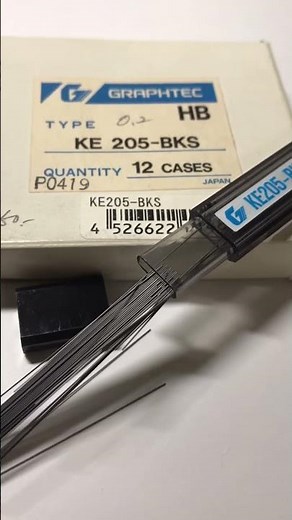 G GRAPHTEC
HB
TYPE 0.2
KE 205-BKS
QUANTITY 12 CASES
P0419
JAPAN
KE205-BKS
4 526622
G KE205-B